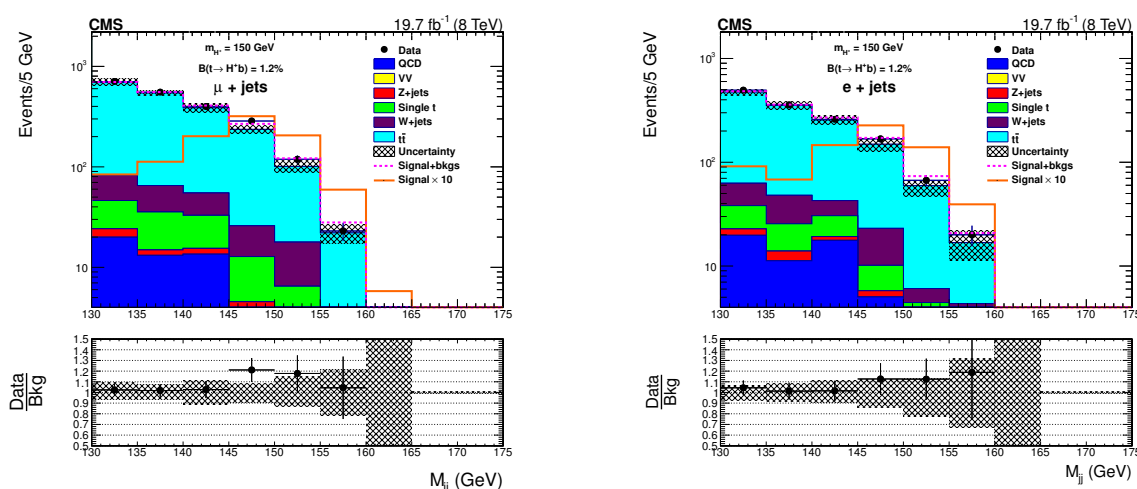 CMS 19.7 fb⁻¹ (8 TeV)
Events/5 GeV
m_H⁺ = 150 GeV
B(t→H⁺b) = 1.2%
μ + jets
Data
QCD
VV
Z+jets
Single t
W+jets
tt̄
Uncertainty
Signal+bkgs
Signal × 10
10³
10²
10
130 135 140 145 150 155 160 165 170 175
Data
Bkg
1.5
1.4
1.3
1.2
1.1
1
0.9
0.8
0.7
0.6
0.5
130 135 140 145 150 155 160 165 170 175
M_jj (GeV)
CMS 19.7 fb⁻¹ (8 TeV)
Events/5 GeV
m_H⁺ = 150 GeV
B(t→H⁺b) = 1.2%
e + jets
Data
QCD
VV
Z+jets
Single t
W+jets
tt̄
Uncertainty
Signal+bkgs
Signal × 10
10³
10²
10
130 135 140 145 150 155 160 165 170 175
Data
Bkg
1.5
1.4
1.3
1.2
1.1
1
0.9
0.8
0.7
0.6
0.5
130 135 140 145 150 155 160 165 170 175
M_jj (GeV)